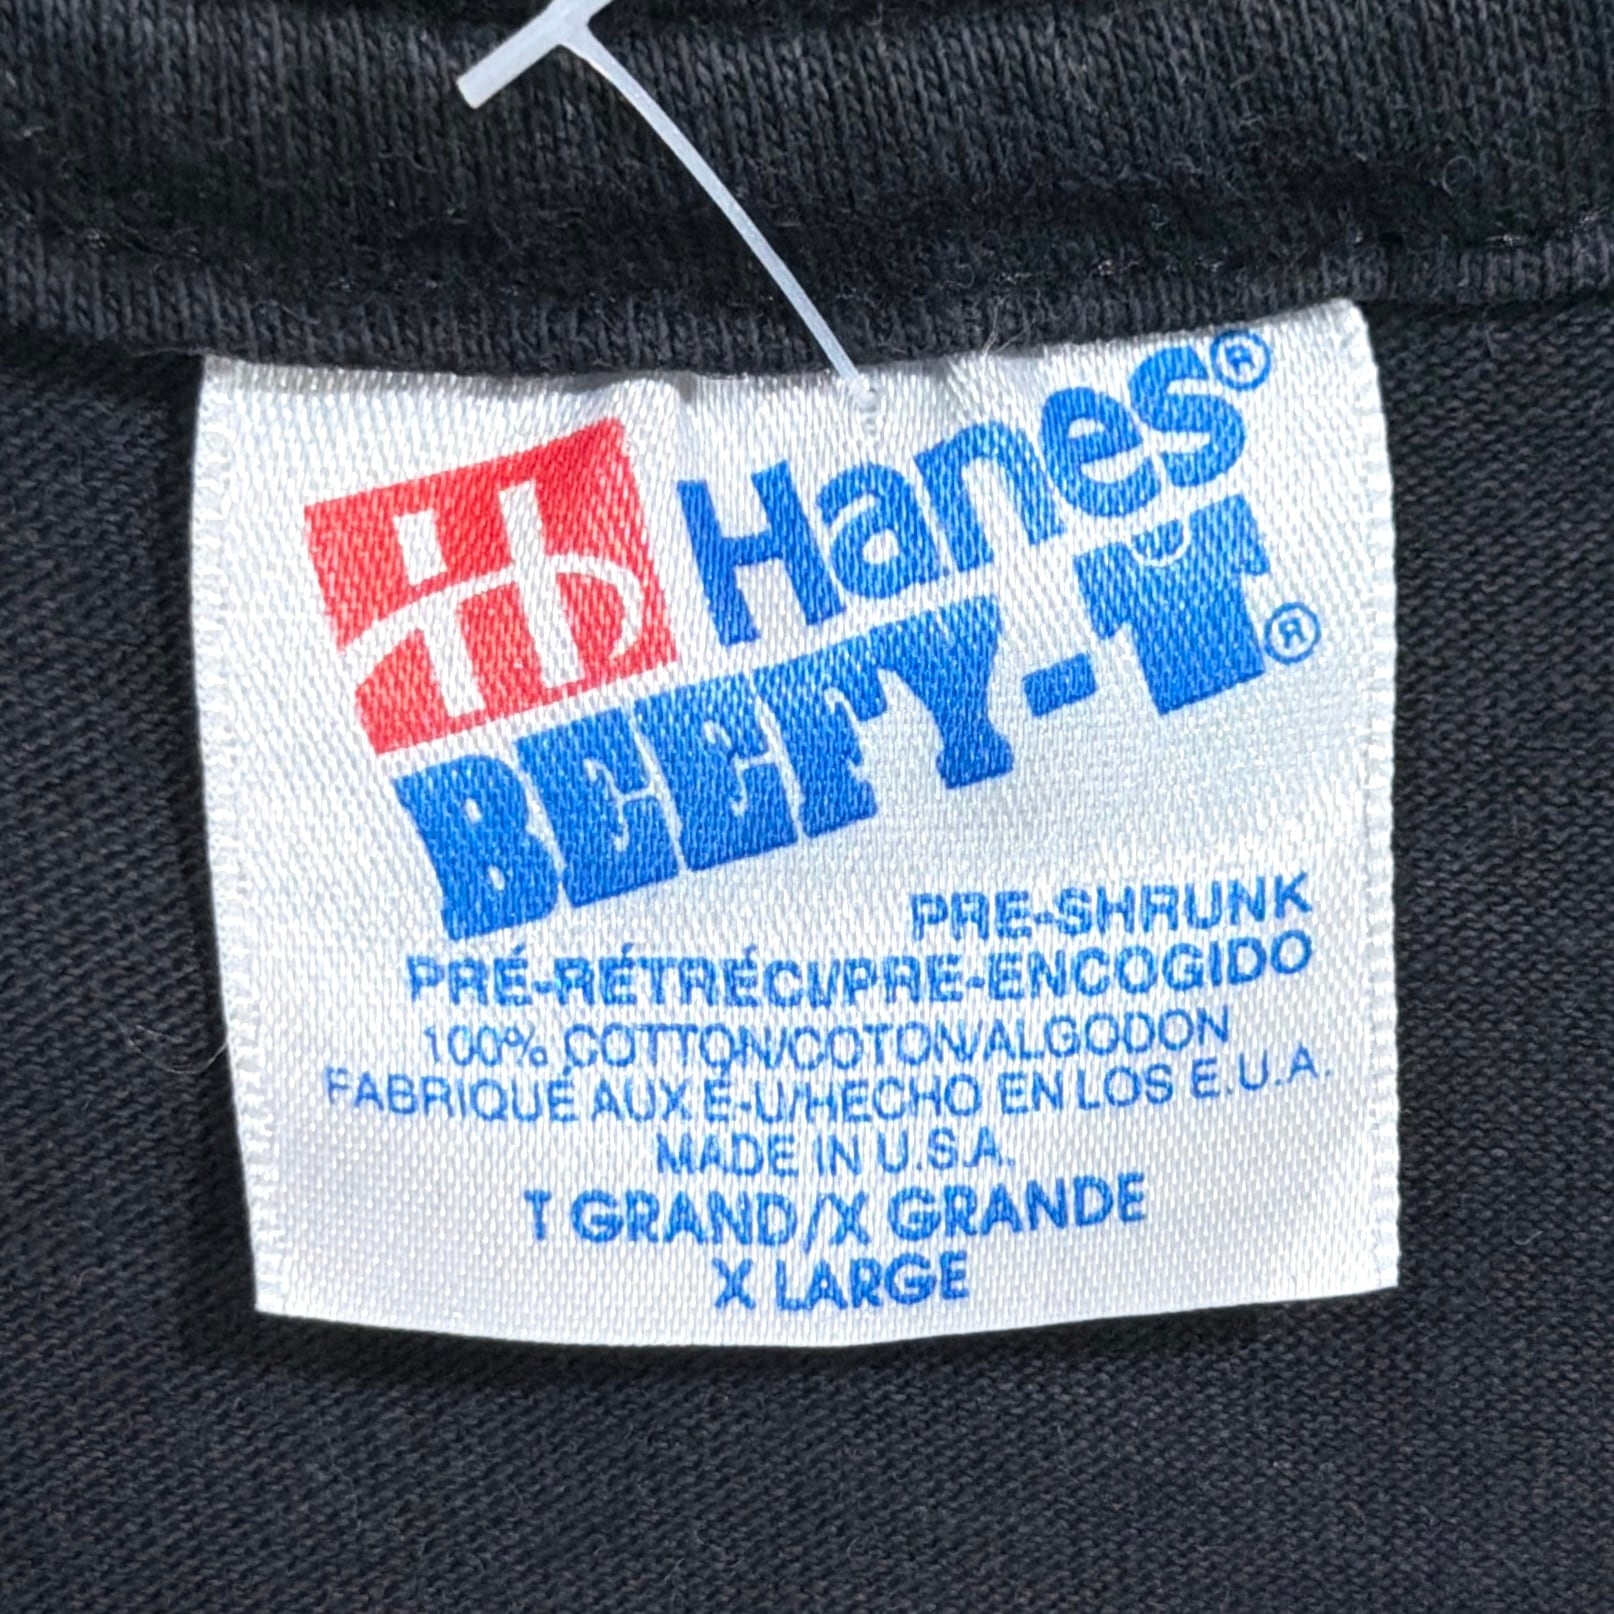 Hanes®
BEEFY-T®
PRE-SHRUNK
PRÉ-RÉTRÉCI/PRE-ENCOGIDO
100% COTTON/COTON/ALGODON
FABRIQUÉ AUX É-U/HECHO EN LOS E.U.A.
MADE IN U.S.A.
T GRAND/X GRANDE
X LARGE